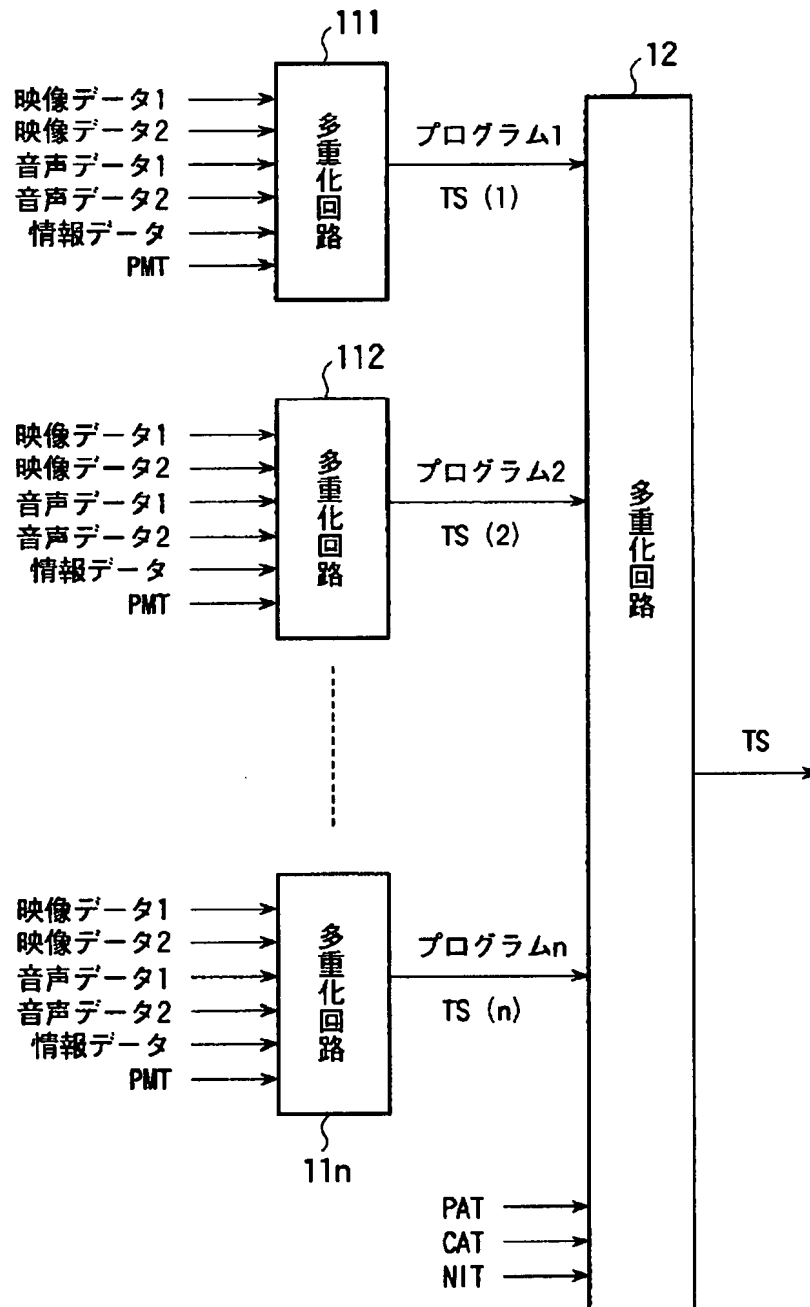 111
映像データ1
映像データ2
音声データ1
音声データ2
情報データ
PMT
多重化回路
プログラム1
TS (1)
12
112
映像データ1
映像データ2
音声データ1
音声データ2
情報データ
PMT
多重化回路
プログラム2
TS (2)
多重化回路
TS
映像データ1
映像データ2
音声データ1
音声データ2
情報データ
PMT
多重化回路
プログラムn
TS (n)
11n
PAT
CAT
NIT